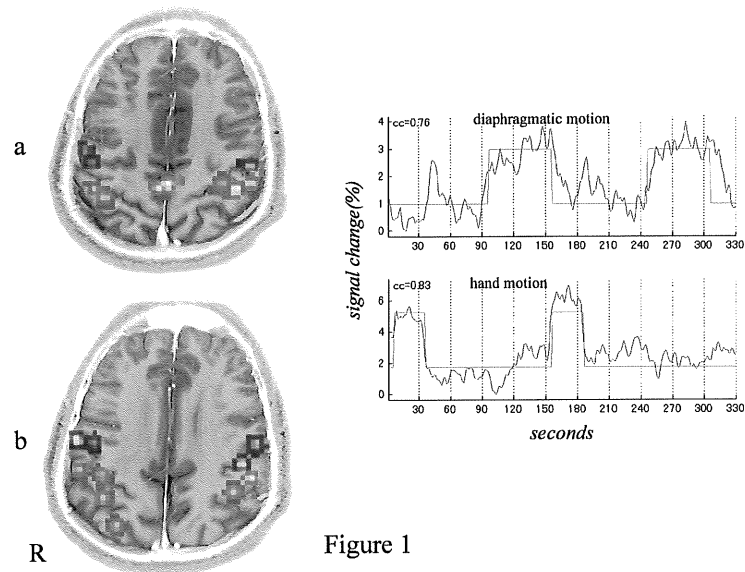 a
b
R
cc=0.76 diaphragmatic motion
4
3
2
1
0
30 60 90 120 150 180 210 240 270 300 330
signal change(%)
cc=0.83 hand motion
6
4
2
0
30 60 90 120 150 180 210 240 270 300 330
seconds
Figure 1